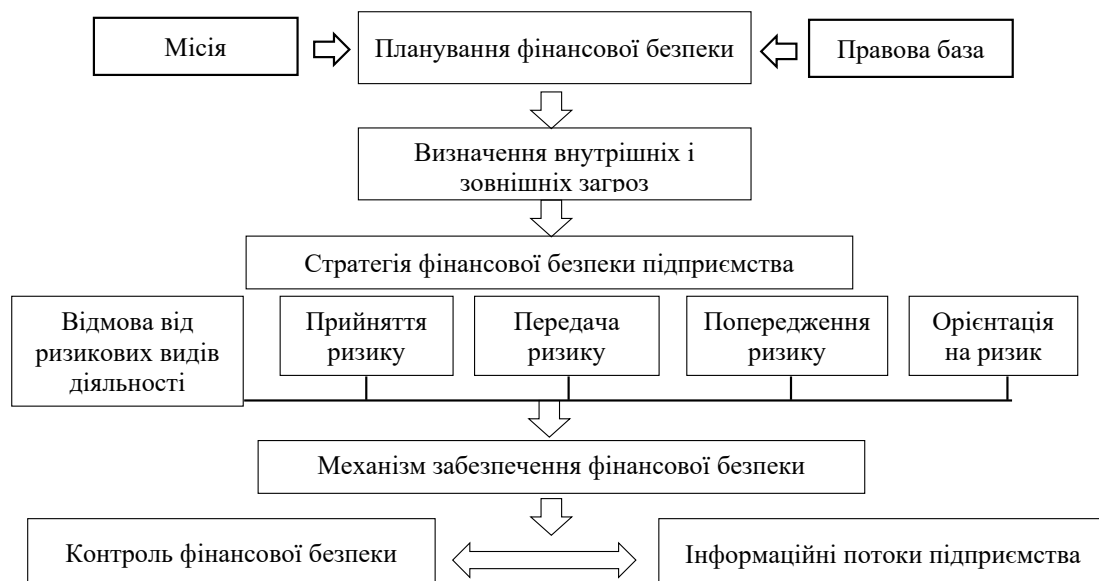 Місія
Планування фінансової безпеки
Правова база
Визначення внутрішніх і
зовнішніх загроз
Стратегія фінансової безпеки підприємства
Відмова від
ризикових видів
діяльності
Прийняття
ризику
Передача
ризику
Попередження
ризику
Орієнтація
на ризик
Механізм забезпечення фінансової безпеки
Контроль фінансової безпеки
Інформаційні потоки підприємства